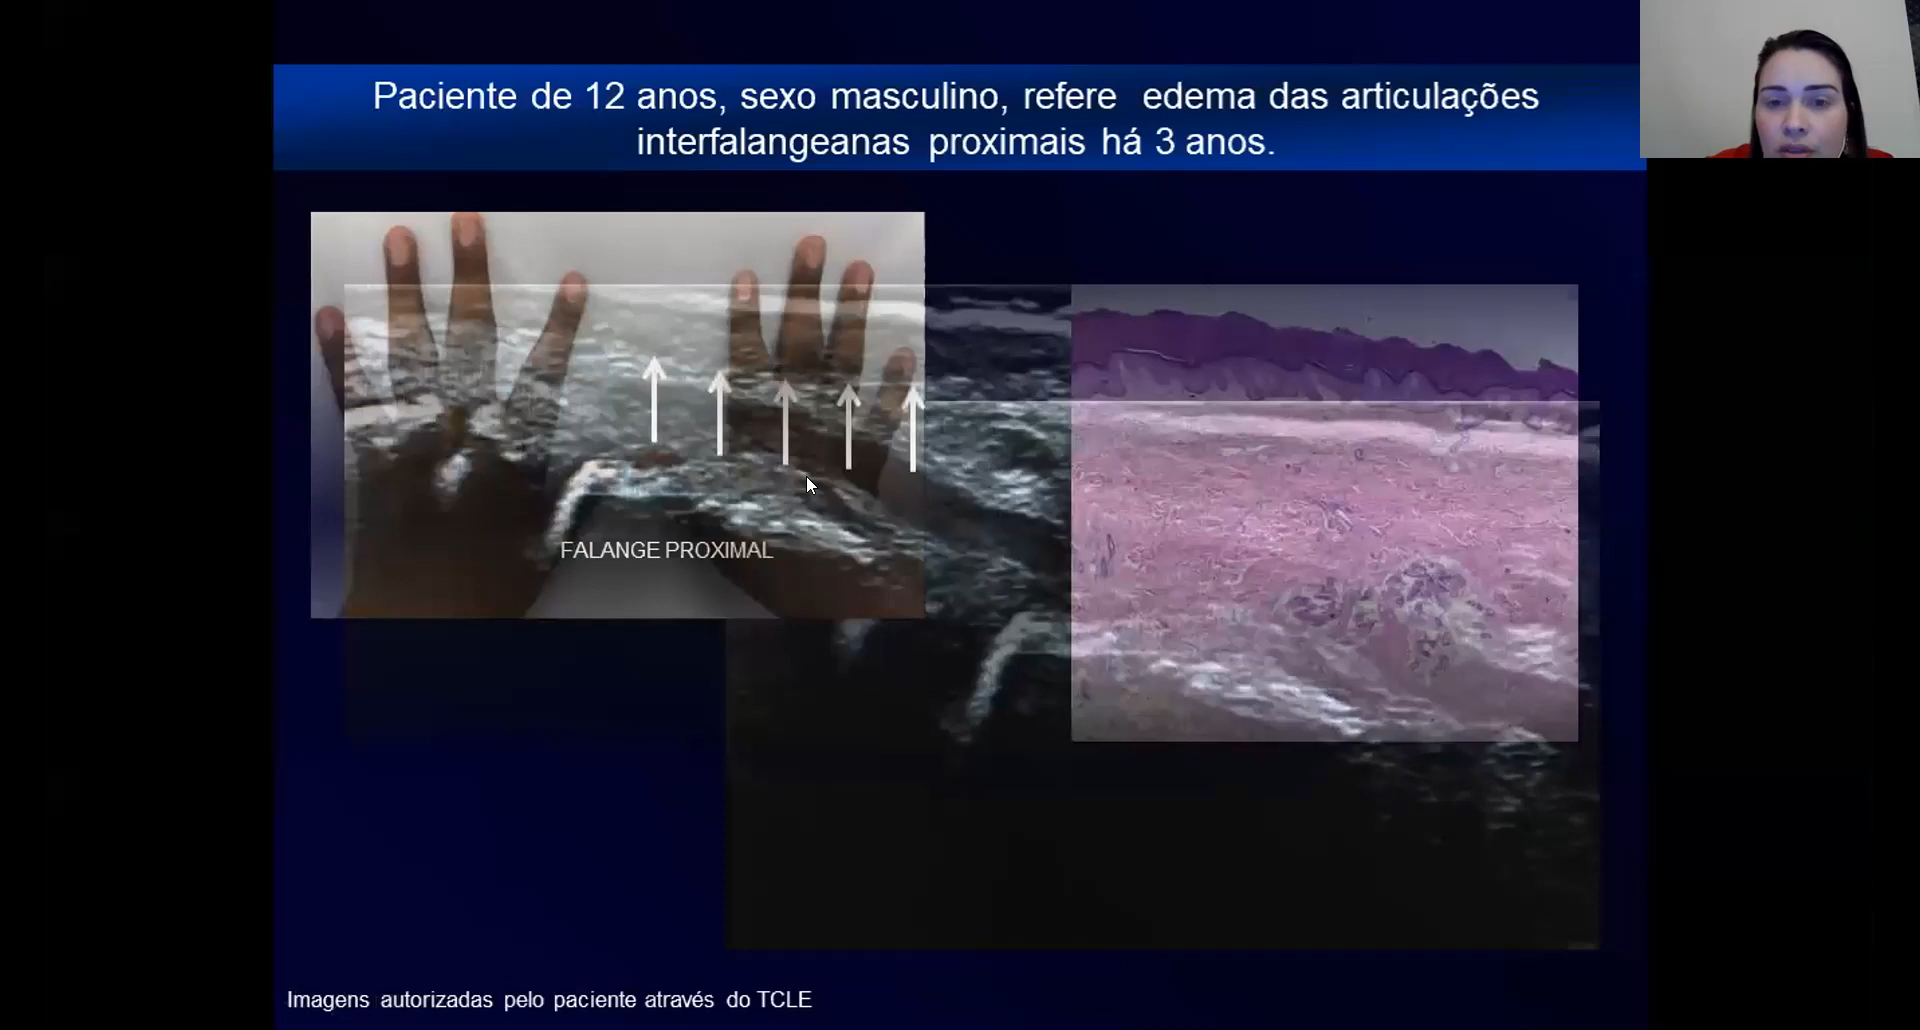 Paciente de 12 anos, sexo masculino, refere edema das articulações
interfalangeanas proximais há 3 anos.
FALANGE PROXIMAL
Imagens autorizadas pelo paciente através do TCLE